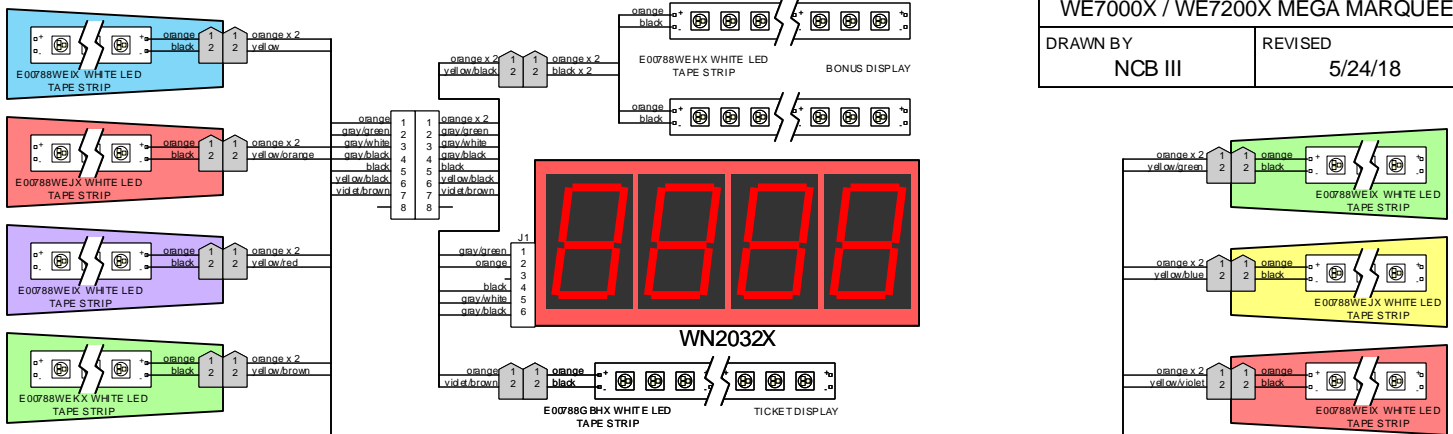 WE7000X / WE7200X MEGA MARQUEE
DRAWN BY
NCB III
REVISED
5/24/18
orange 1 1 orange x 2
black 2 2 yellow
E00788WEIX WHITE LED
TAPE STRIP
orange 1 1 orange x 2
black 2 2 yellow/orange
E00788WEJX WHITE LED
TAPE STRIP
orange 1 1 orange x 2
black 2 2 yellow/red
E00788WEIX WHITE LED
TAPE STRIP
orange 1 1 orange x 2
black 2 2 yellow/brown
E00788WEKX WHITE LED
TAPE STRIP
orange 1 1 orange x 2
gray/green 2 2 gray/green
gray/white 3 3 gray/white
gray/black 4 4 gray/black
black 5 5 black
yellow/black 6 6 yellow/black
violet/brown 7 7 violet/brown
8 8
orange x 2 1 1 orange x 2
yellow/black 2 2 black x 2
orange
black
E00788WEHX WHITE LED
TAPE STRIP
BONUS DISPLAY
orange
black
J1
gray/green 1
orange 2
3
black 4
gray/white 5
gray/black 6
8888
WN2032X
orange 1 1 orange
violet/brown 2 2 black
E00788GBHX WHITE LED
TAPE STRIP
TICKET DISPLAY
orange x 2 1 1 orange
yellow/green 2 2 black
E00788WEIX WHITE LED
TAPE STRIP
orange x 2 1 1 orange
yellow/blue 2 2 black
E00788WEJX WHITE LED
TAPE STRIP
orange x 2 1 1 orange
yellow/violet 2 2 black
E00788WEIX WHITE LED
TAPE STRIP